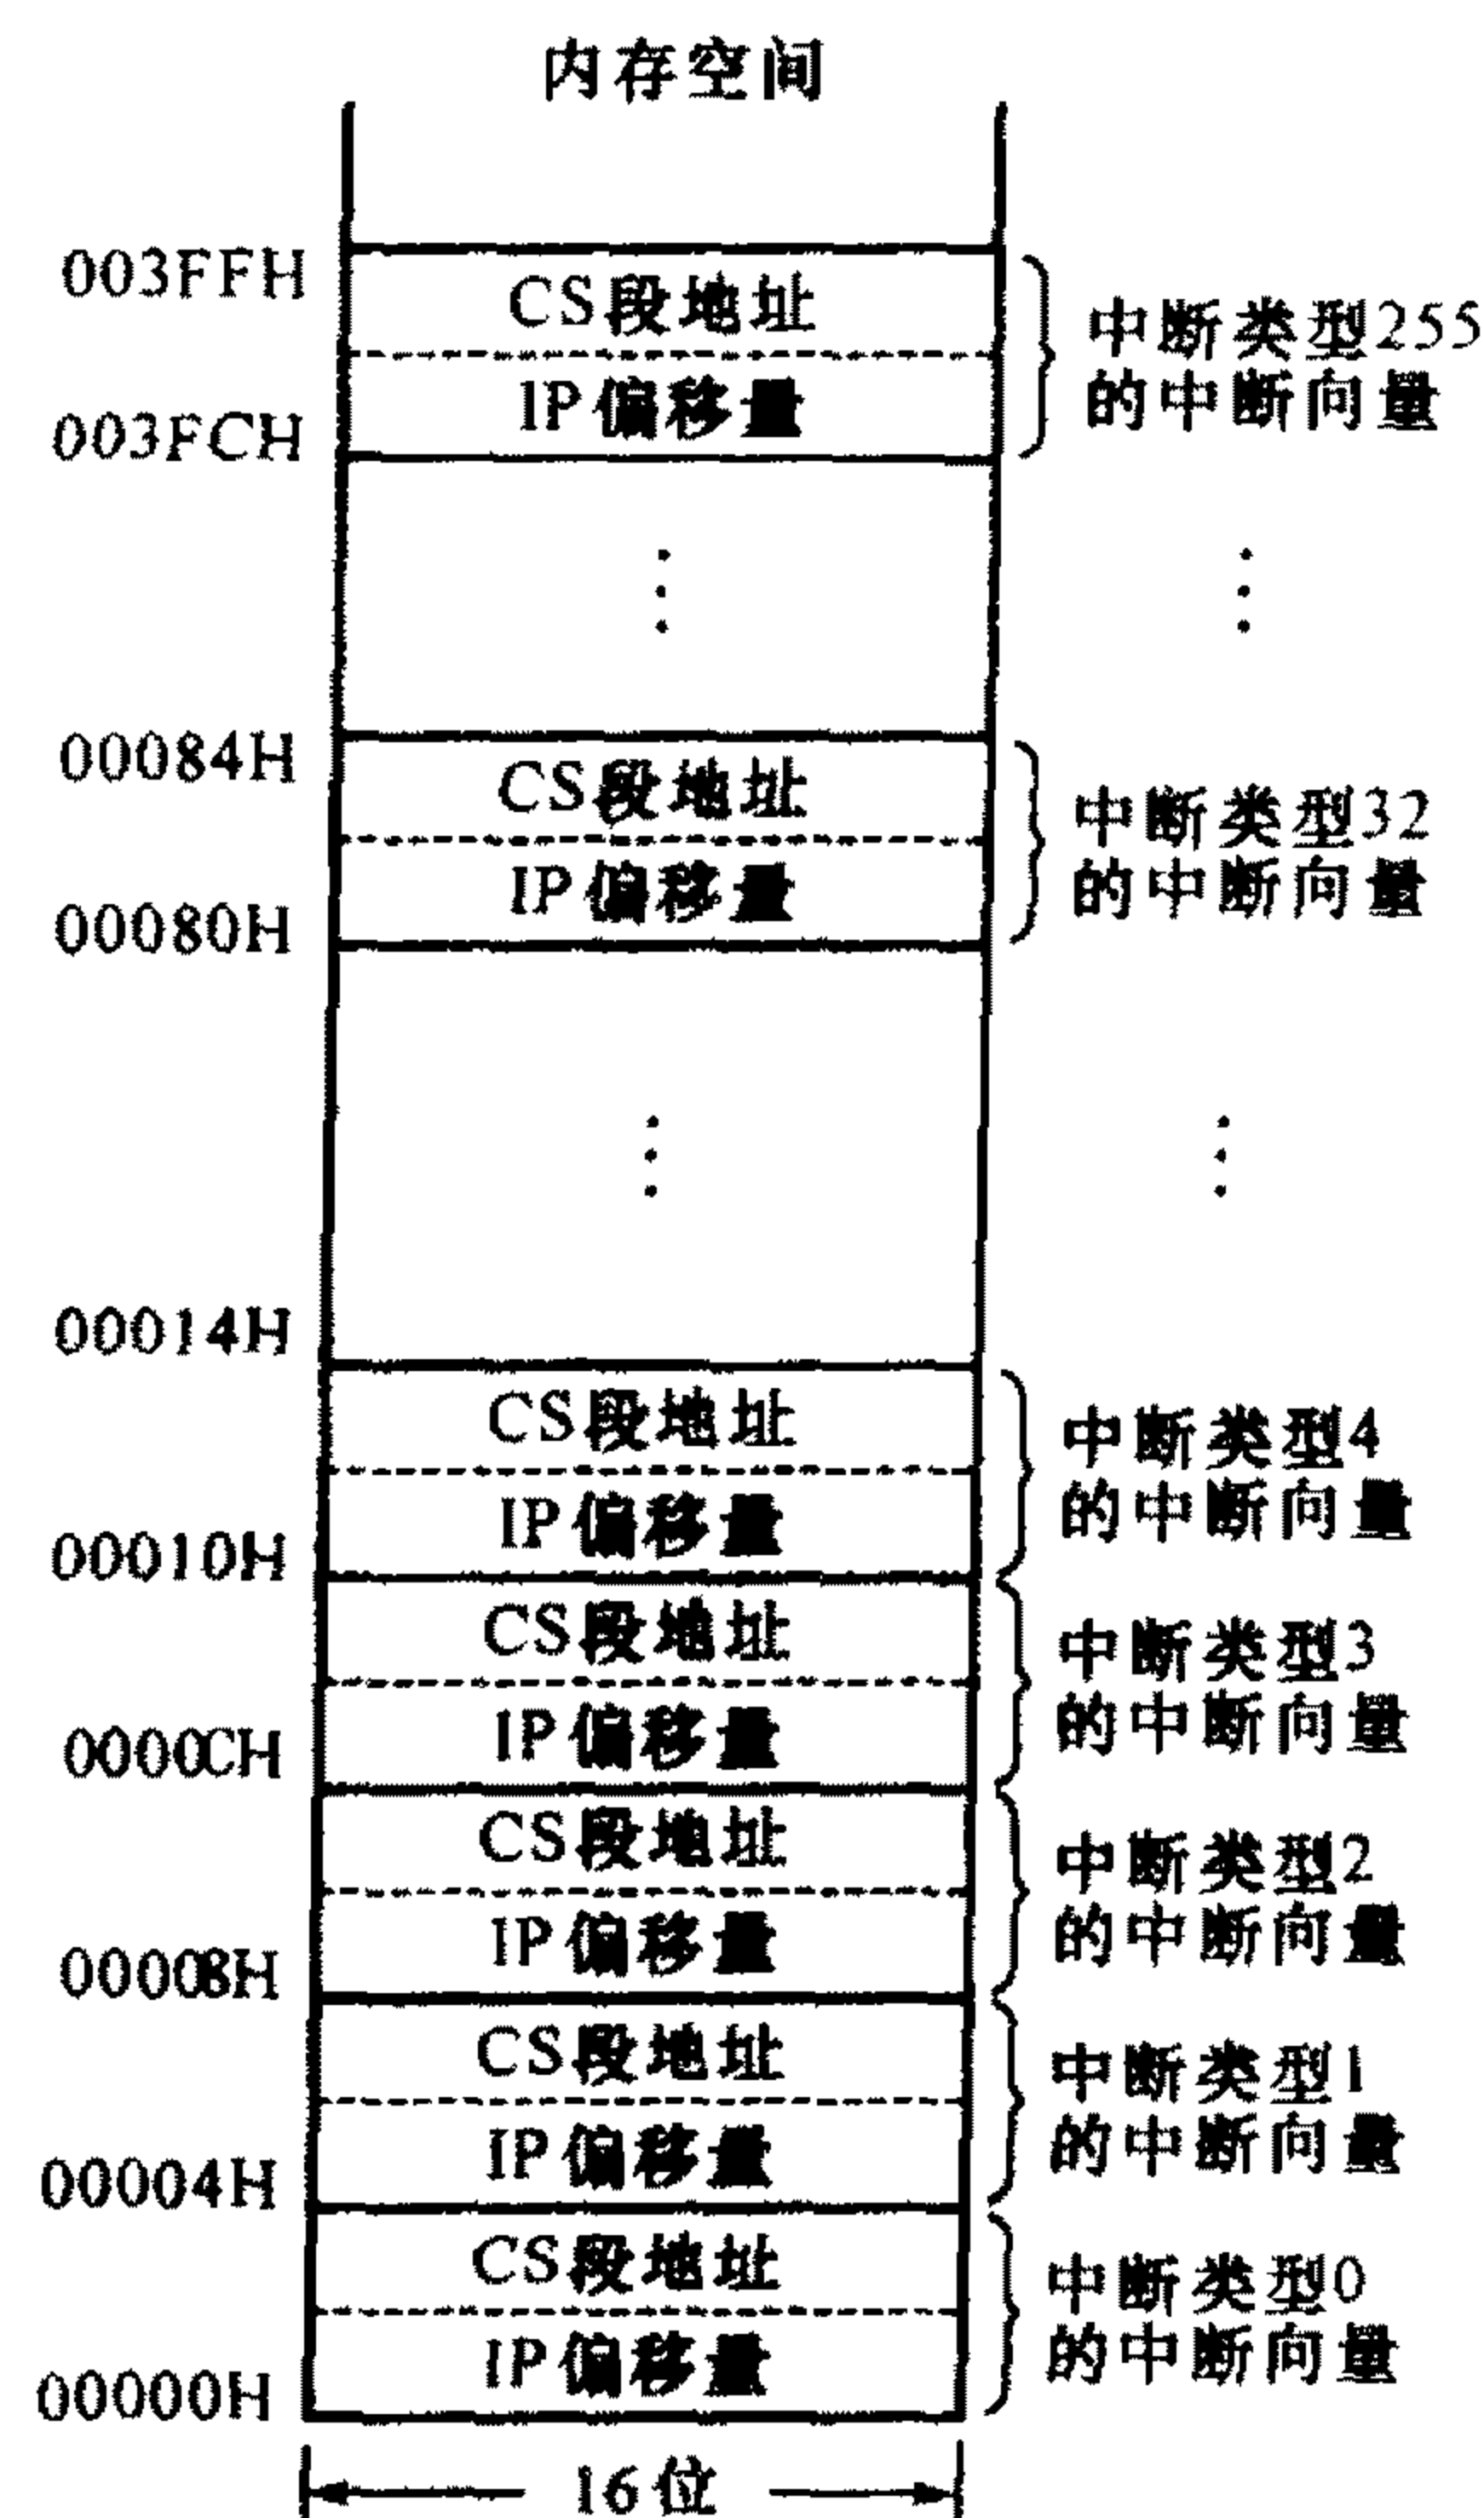 内存空间
003FFH
CS段地址
中断类型255
IP偏移量
的中断向量
003FCH
00084H
CS段地址
中断类型32
IP偏移量
的中断向量
00080H
00014H
CS段地址
中断类型4
IP偏移量
的中断向量
00010H
CS段地址
中断类型3
IP偏移量
的中断向量
0000CH
CS段地址
中断类型2
IP偏移量
的中断向量
00008H
CS段地址
中断类型1
IP偏移量
的中断向量
00004H
CS段地址
中断类型0
IP偏移量
的中断向量
00000H
16位